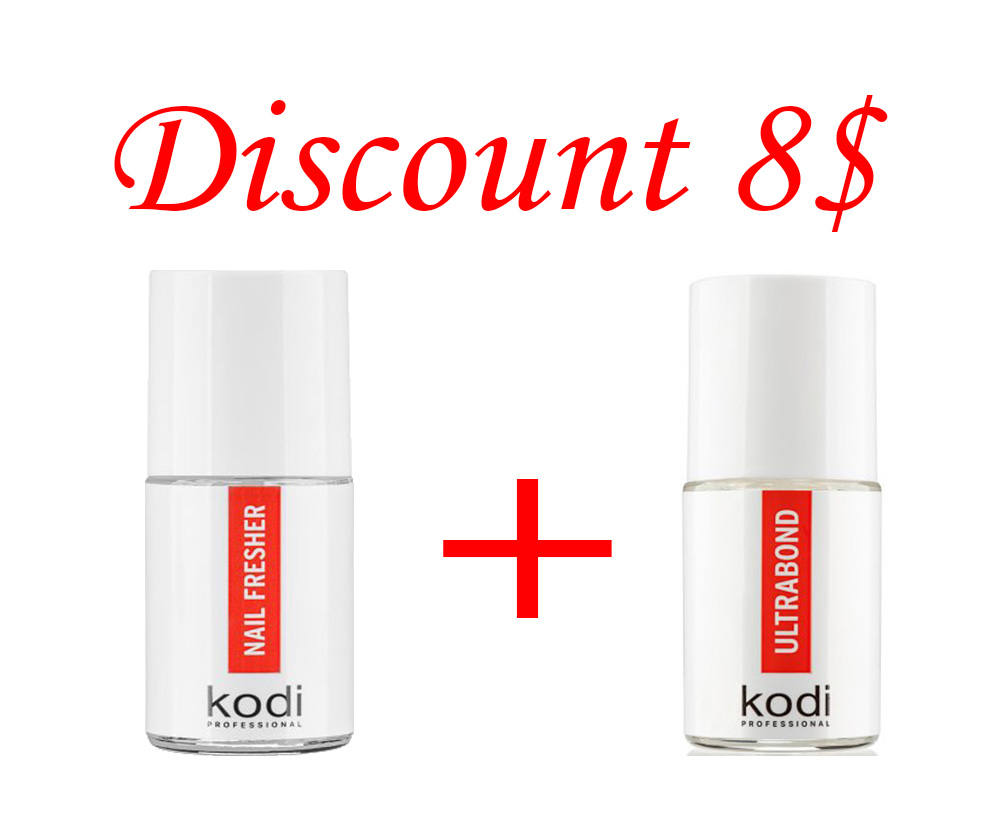 Discount 8$
NAIL FRESHER
kodi
PROFESSIONAL
+
ULTRABOND
kodi
PROFESSIONAL